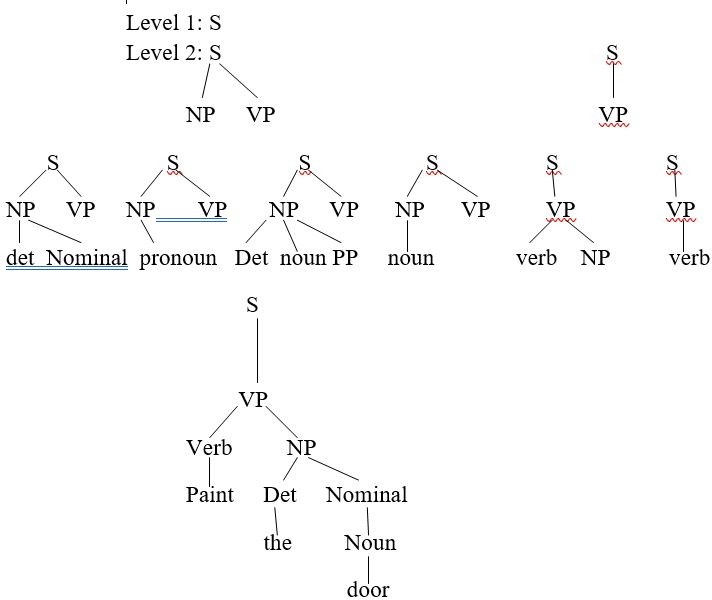 Level 1: S
Level 2: S S
NP VP VP
S S S S S S
NP VP NP VP NP VP NP VP VP VP
det Nominal pronoun Det noun PP noun verb NP verb
S
VP
Verb NP
Paint Det Nominal
the Noun
door